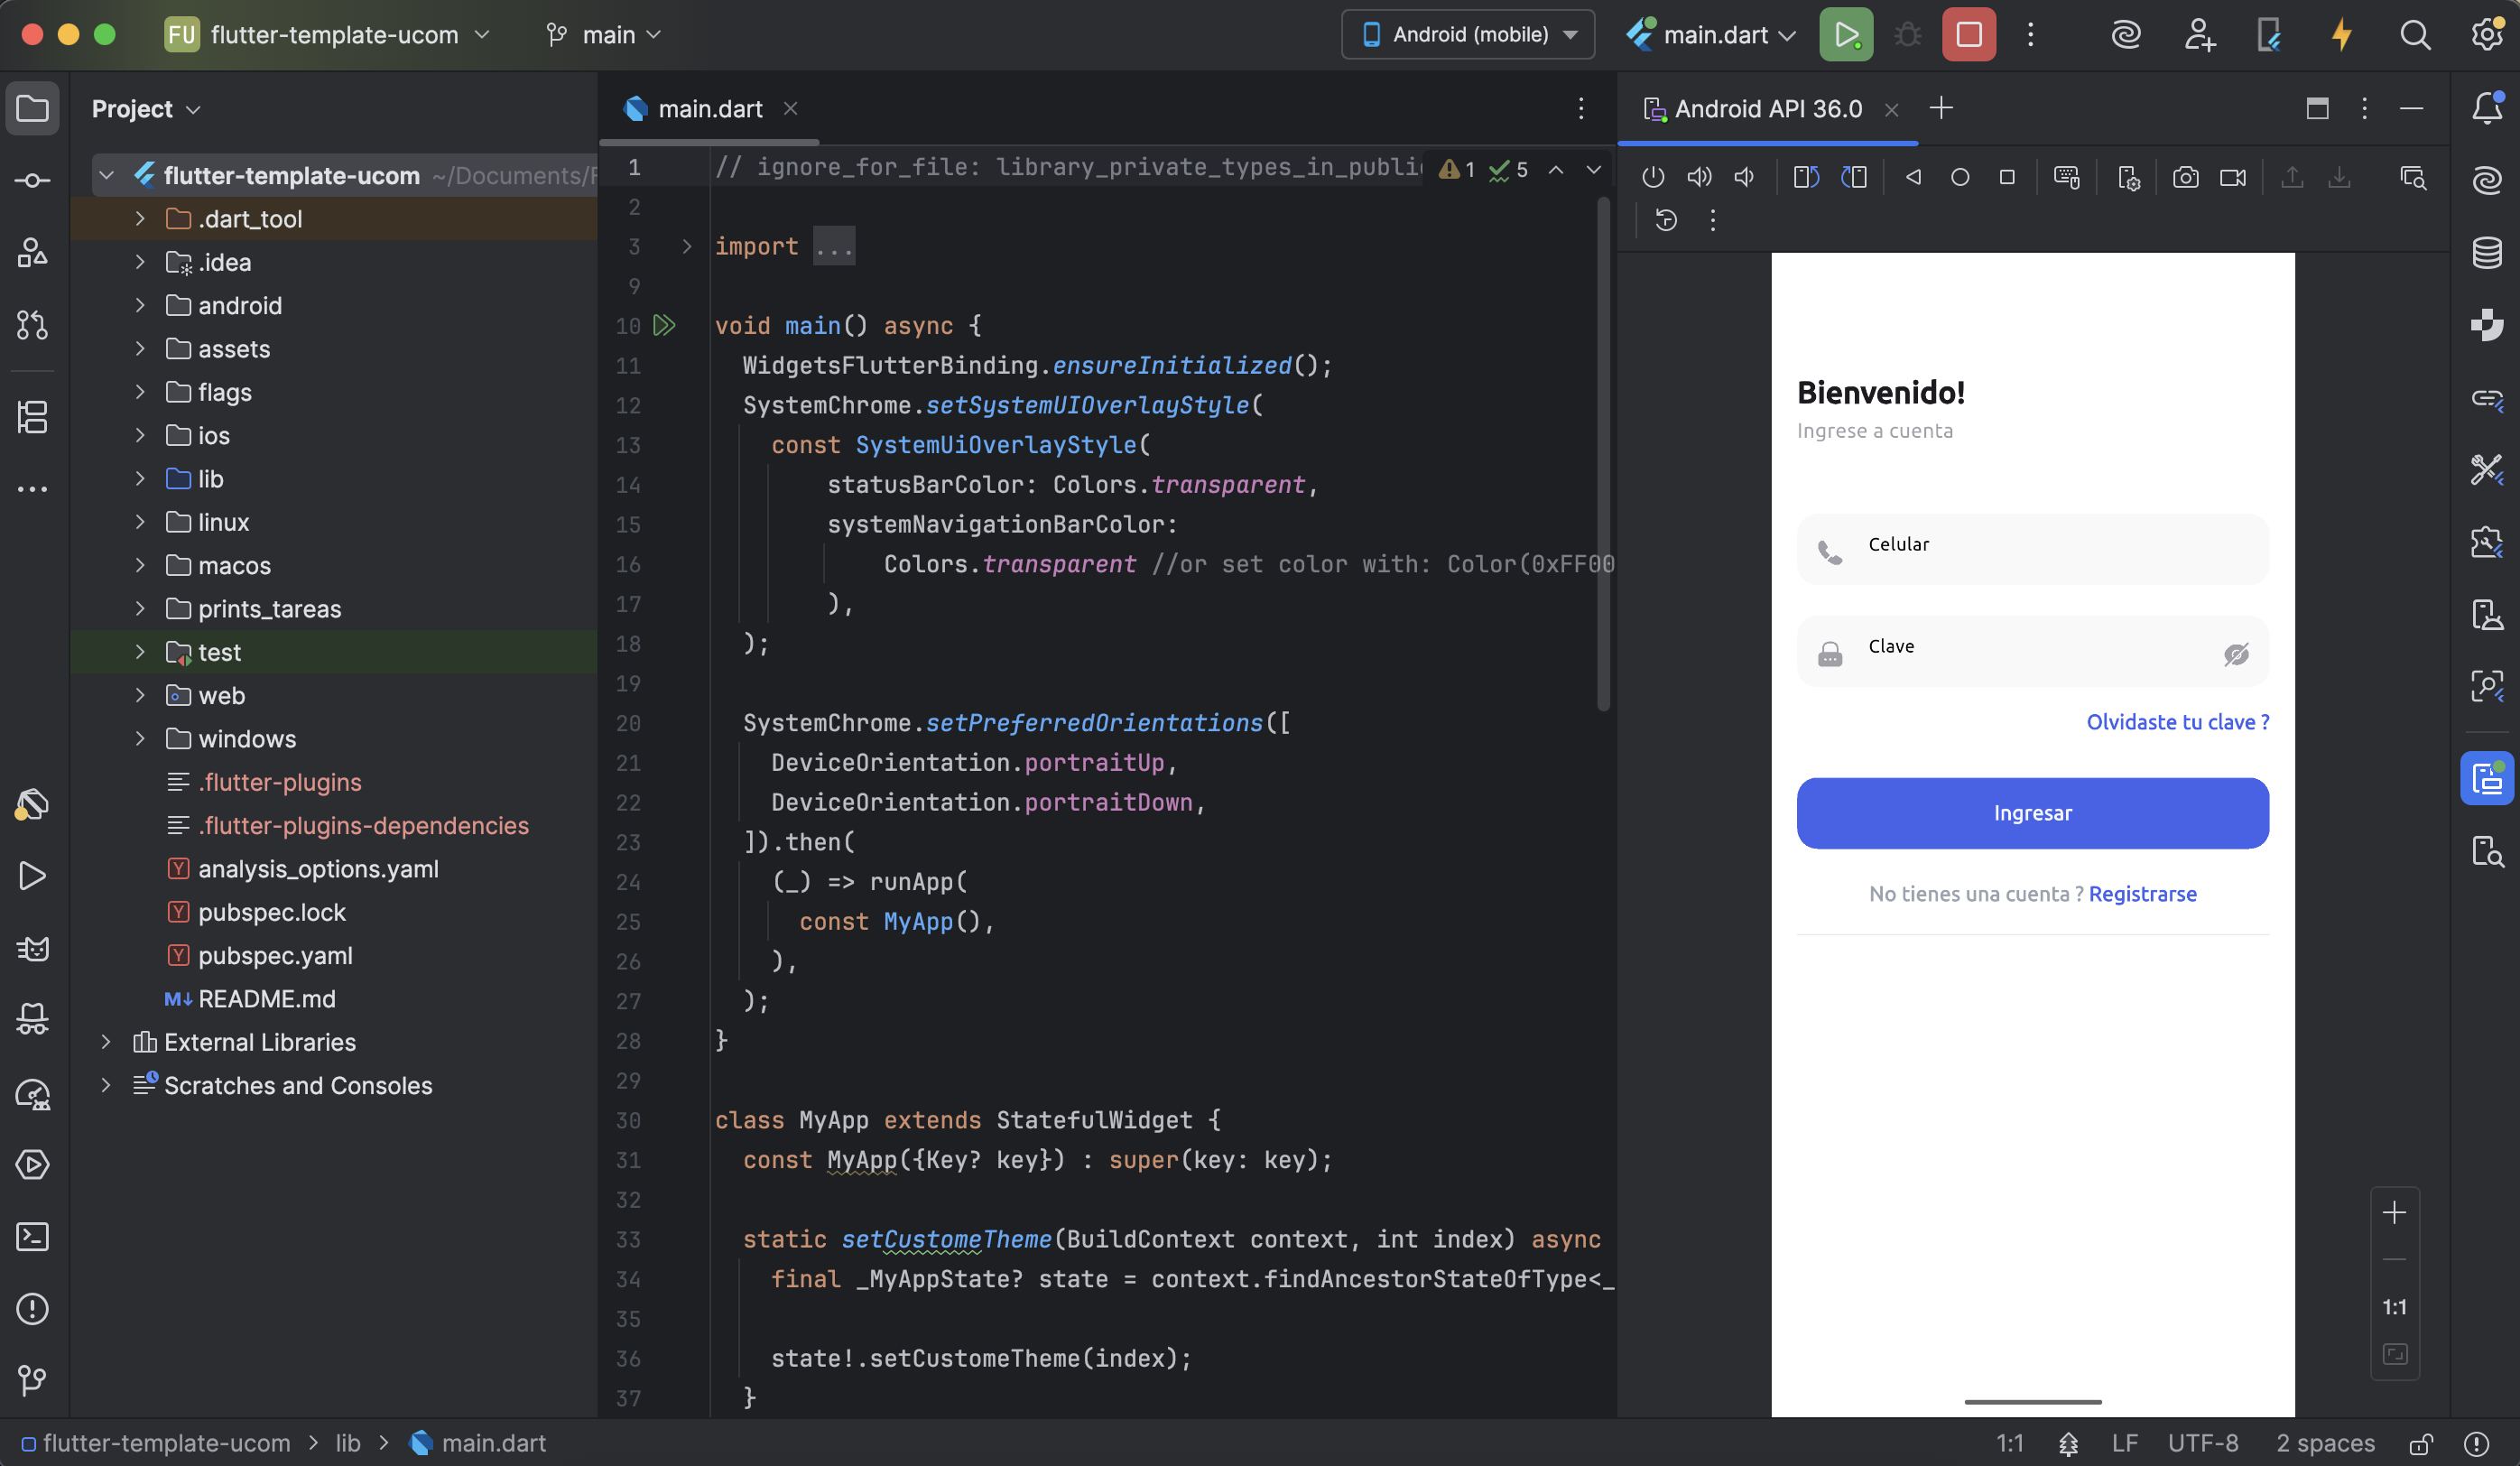 FU flutter-template-ucom
main
Android (mobile)
main.dart
Project
flutter-template-ucom ~/Documents/F
.dart_tool
.idea
android
assets
flags
ios
lib
linux
macos
prints_tareas
test
web
windows
.flutter-plugins
.flutter-plugins-dependencies
analysis_options.yaml
pubspec.lock
pubspec.yaml
README.md
External Libraries
Scratches and Consoles
main.dart
1 // ignore_for_file: library_private_types_in_public
1 5
2
3 import ...
9
10 void main() async {
11 WidgetsFlutterBinding.ensureInitialized();
12 SystemChrome.setSystemUIOverlayStyle(
13 const SystemUiOverlayStyle(
14 statusBarColor: Colors.transparent,
15 systemNavigationBarColor:
16 Colors.transparent //or set color with: Color(0xFF00
17 ),
18 );
19
20 SystemChrome.setPreferredOrientations([
21 DeviceOrientation.portraitUp,
22 DeviceOrientation.portraitDown,
23 ]).then(
24 (_) => runApp(
25 const MyApp(),
26 ),
27 );
28 }
29
30 class MyApp extends StatefulWidget {
31 const MyApp({Key? key}) : super(key: key);
32
33 static setCustomeTheme(BuildContext context, int index) async
34 final _MyAppState? state = context.findAncestorStateOfType<_
35
36 state!.setCustomeTheme(index);
37 }
Android API 36.0
Bienvenido!
Ingrese a cuenta
Celular
Clave
Olvidaste tu clave ?
Ingresar
No tienes una cuenta ? Registrarse
1:1
flutter-template-ucom > lib > main.dart
1:1 LF UTF-8 2 spaces